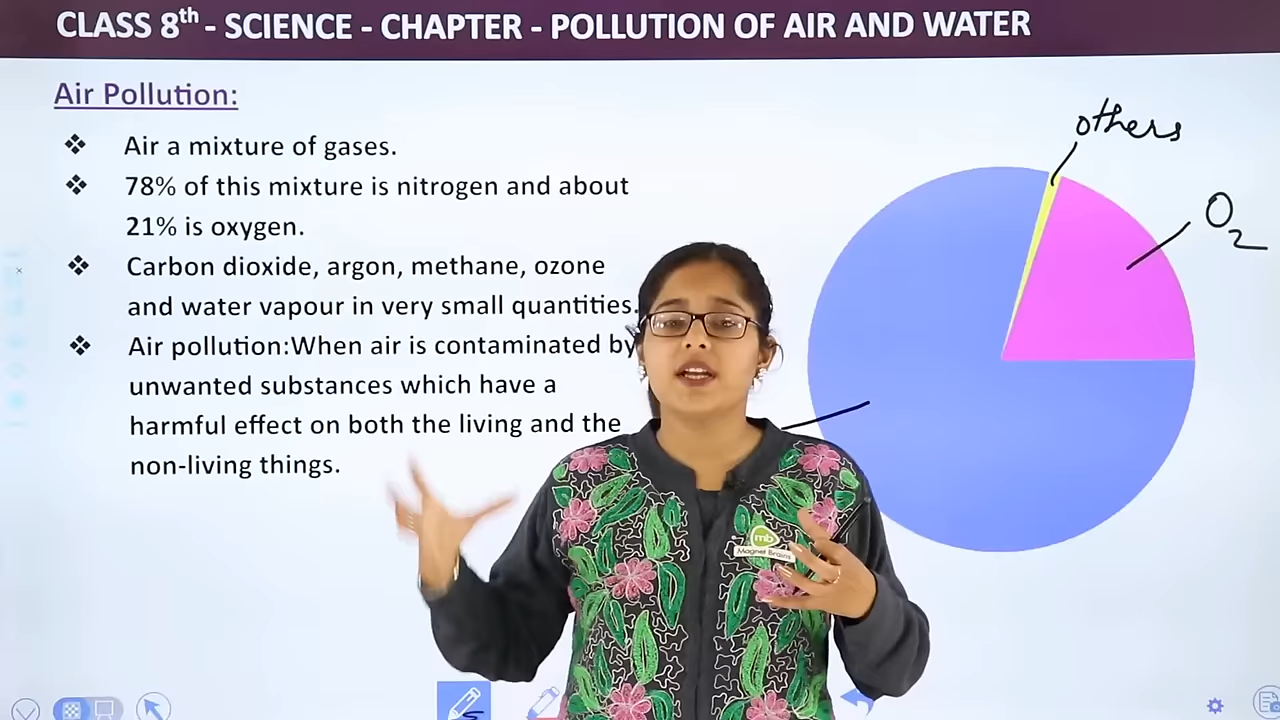 CLASS 8th - SCIENCE - CHAPTER - POLLUTION OF AIR AND WATER
Air Pollution:
❖ Air a mixture of gases.
❖ 78% of this mixture is nitrogen and about
21% is oxygen.
❖ Carbon dioxide, argon, methane, ozone
and water vapour in very small quantities.
❖ Air pollution:When air is contaminated by
unwanted substances which have a
harmful effect on both the living and the
non-living things.
others
O2
mb
Magnet Brains